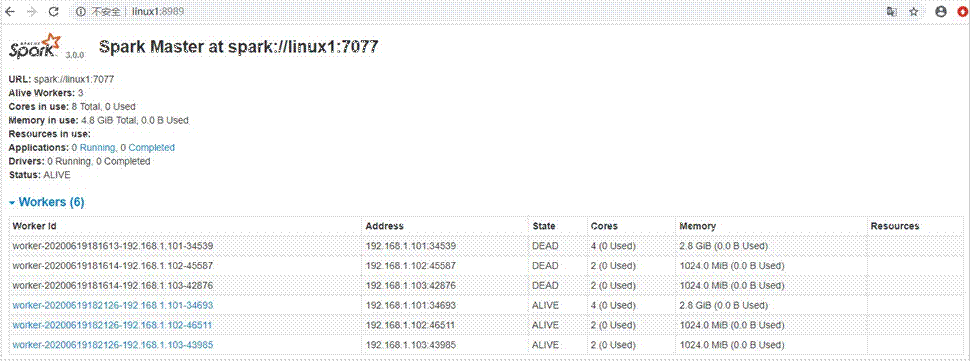 不安全 linux1:8989
APACHE Spark 3.0.0 Spark Master at spark://linux1:7077
URL: spark://linux1:7077
Alive Workers: 3
Cores in use: 8 Total, 0 Used
Memory in use: 4.8 GiB Total, 0.0 B Used
Resources in use:
Applications: 0 Running, 0 Completed
Drivers: 0 Running, 0 Completed
Status: ALIVE
Workers (6)
Worker Id Address State Cores Memory Resources
worker-20200619181613-192.168.1.101-34539 192.168.1.101:34539 DEAD 4 (0 Used) 2.8 GiB (0.0 B Used)
worker-20200619181614-192.168.1.102-45587 192.168.1.102:45587 DEAD 2 (0 Used) 1024.0 MiB (0.0 B Used)
worker-20200619181614-192.168.1.103-42876 192.168.1.103:42876 DEAD 2 (0 Used) 1024.0 MiB (0.0 B Used)
worker-20200619182126-192.168.1.101-34693 192.168.1.101:34693 ALIVE 4 (0 Used) 2.8 GiB (0.0 B Used)
worker-20200619182126-192.168.1.102-46511 192.168.1.102:46511 ALIVE 2 (0 Used) 1024.0 MiB (0.0 B Used)
worker-20200619182126-192.168.1.103-43985 192.168.1.103:43985 ALIVE 2 (0 Used) 1024.0 MiB (0.0 B Used)